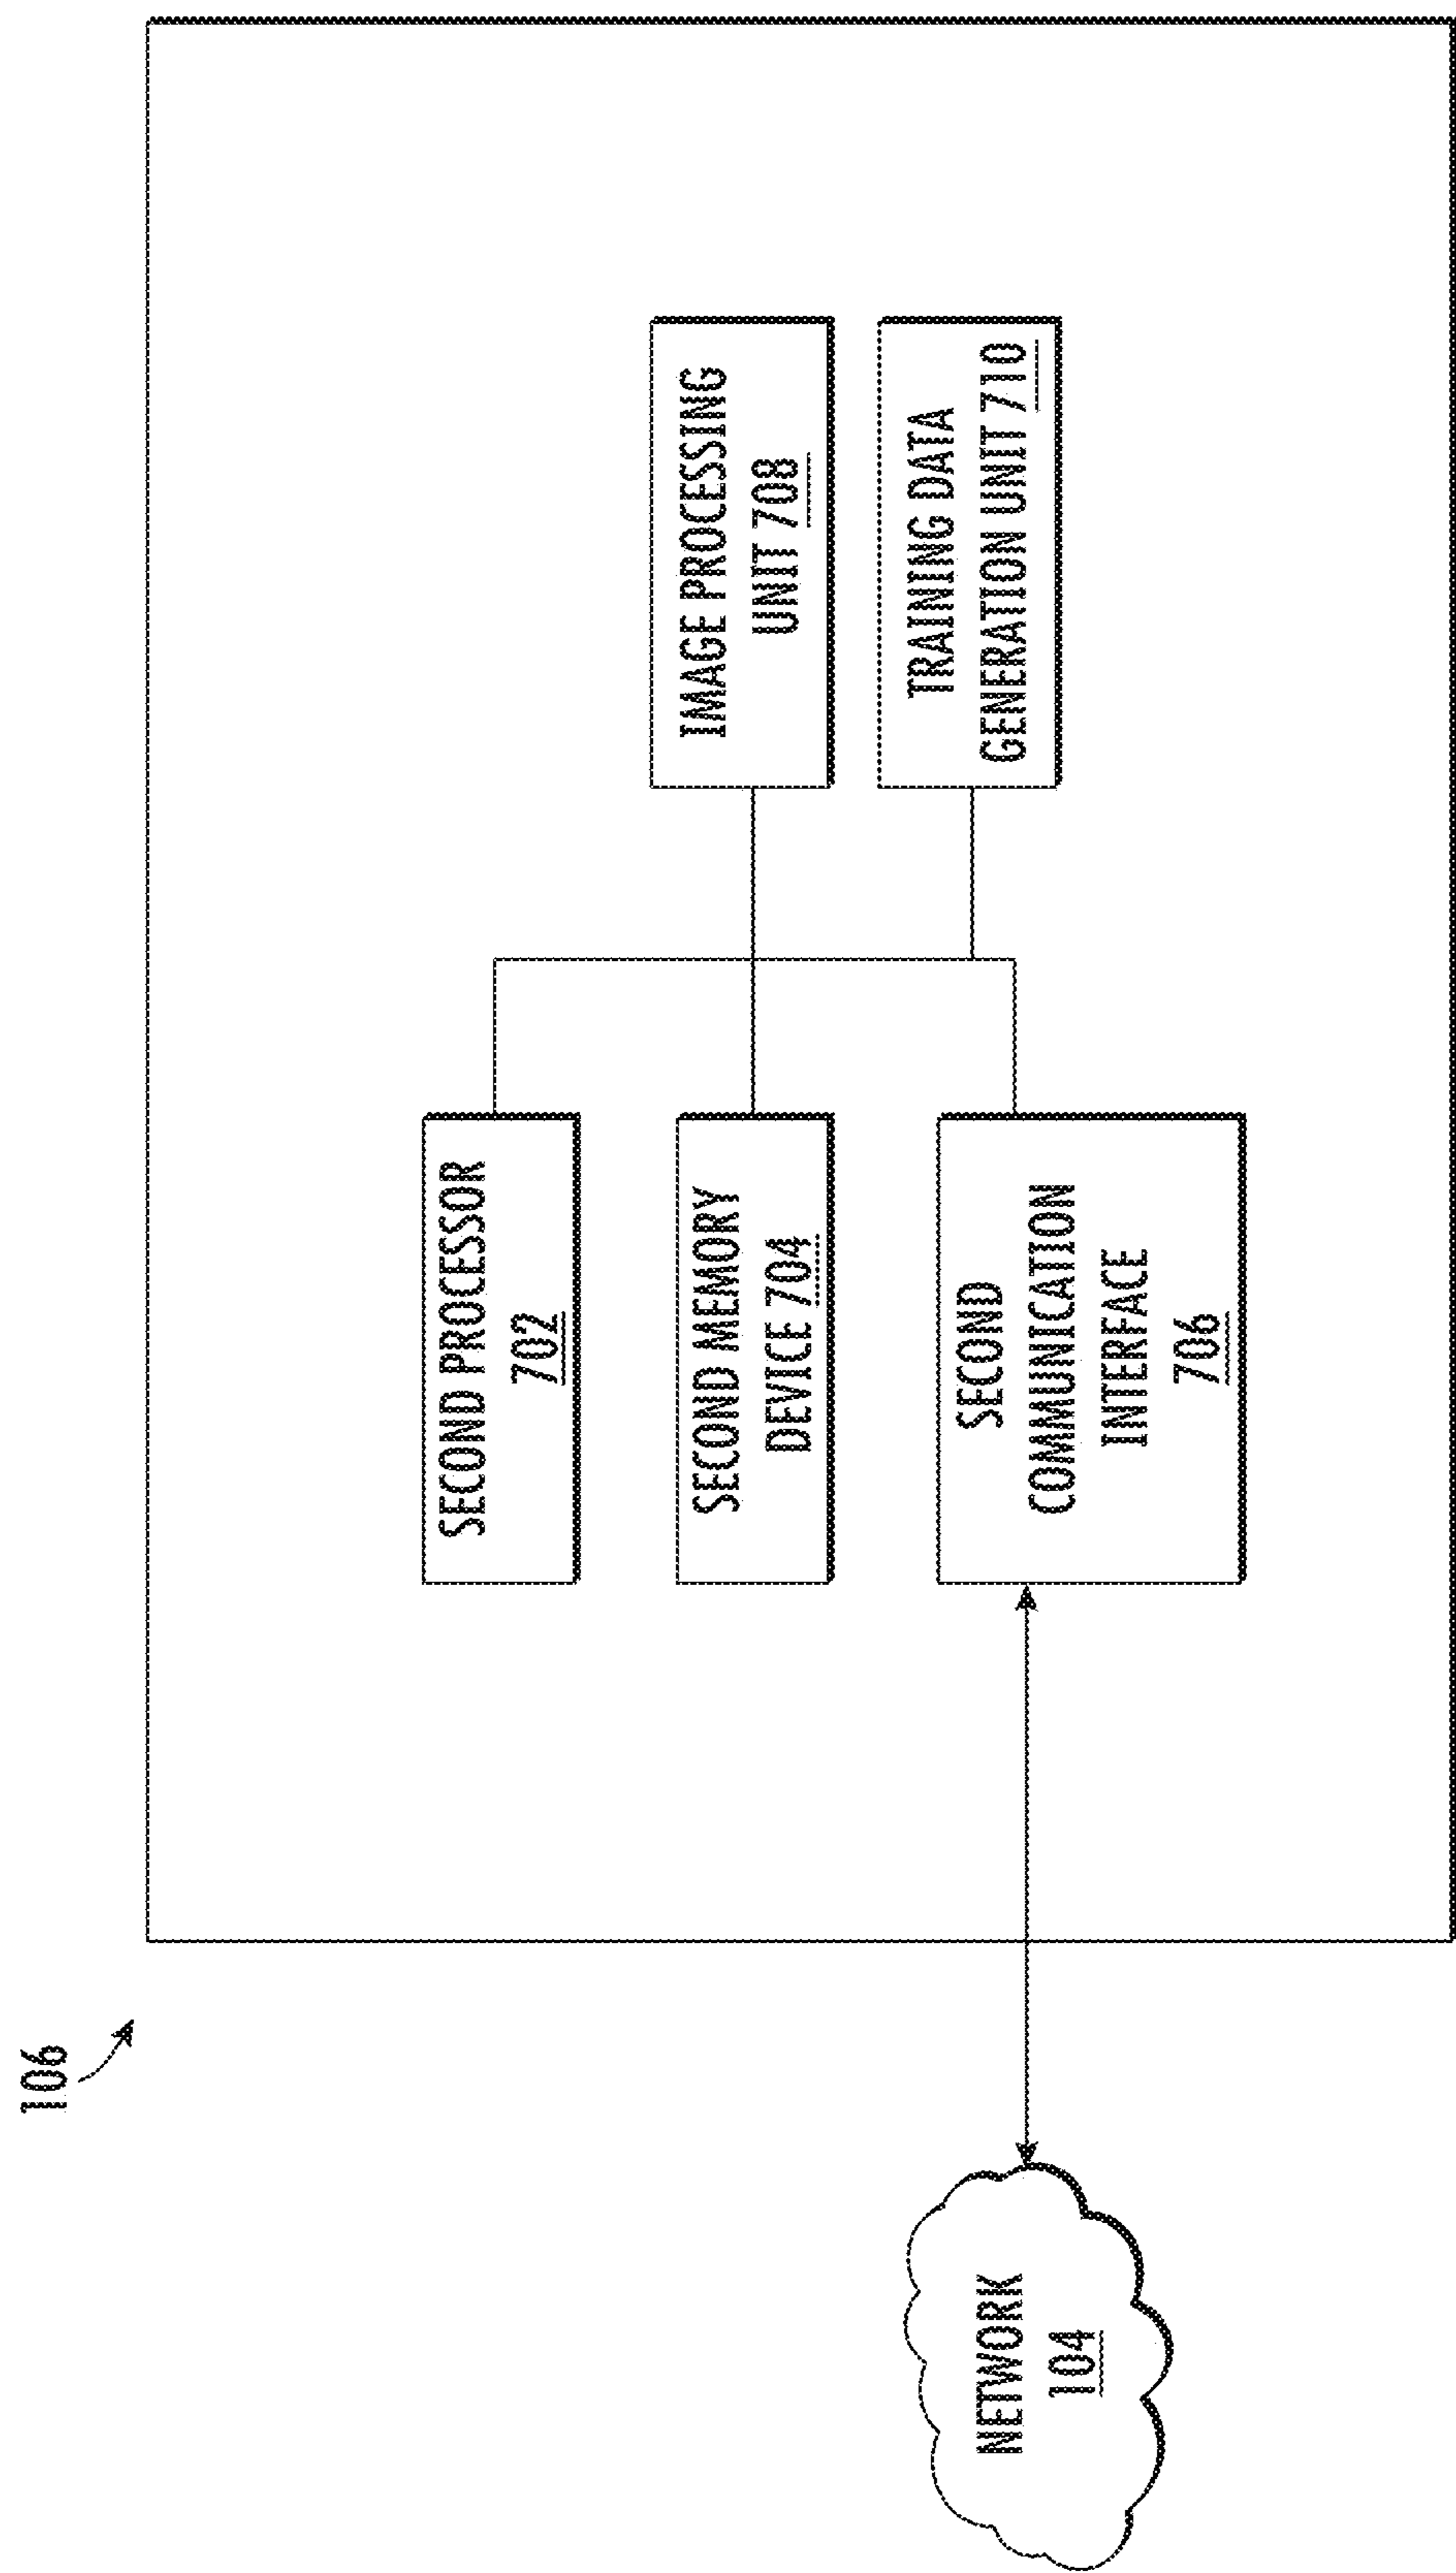 106
SECOND PROCESSOR
702
SECOND MEMORY
DEVICE 704
SECOND
COMMUNICATION
INTERFACE
706
IMAGE PROCESSING
UNIT 708
TRAINING DATA
GENERATION UNIT 710
NETWORK
104